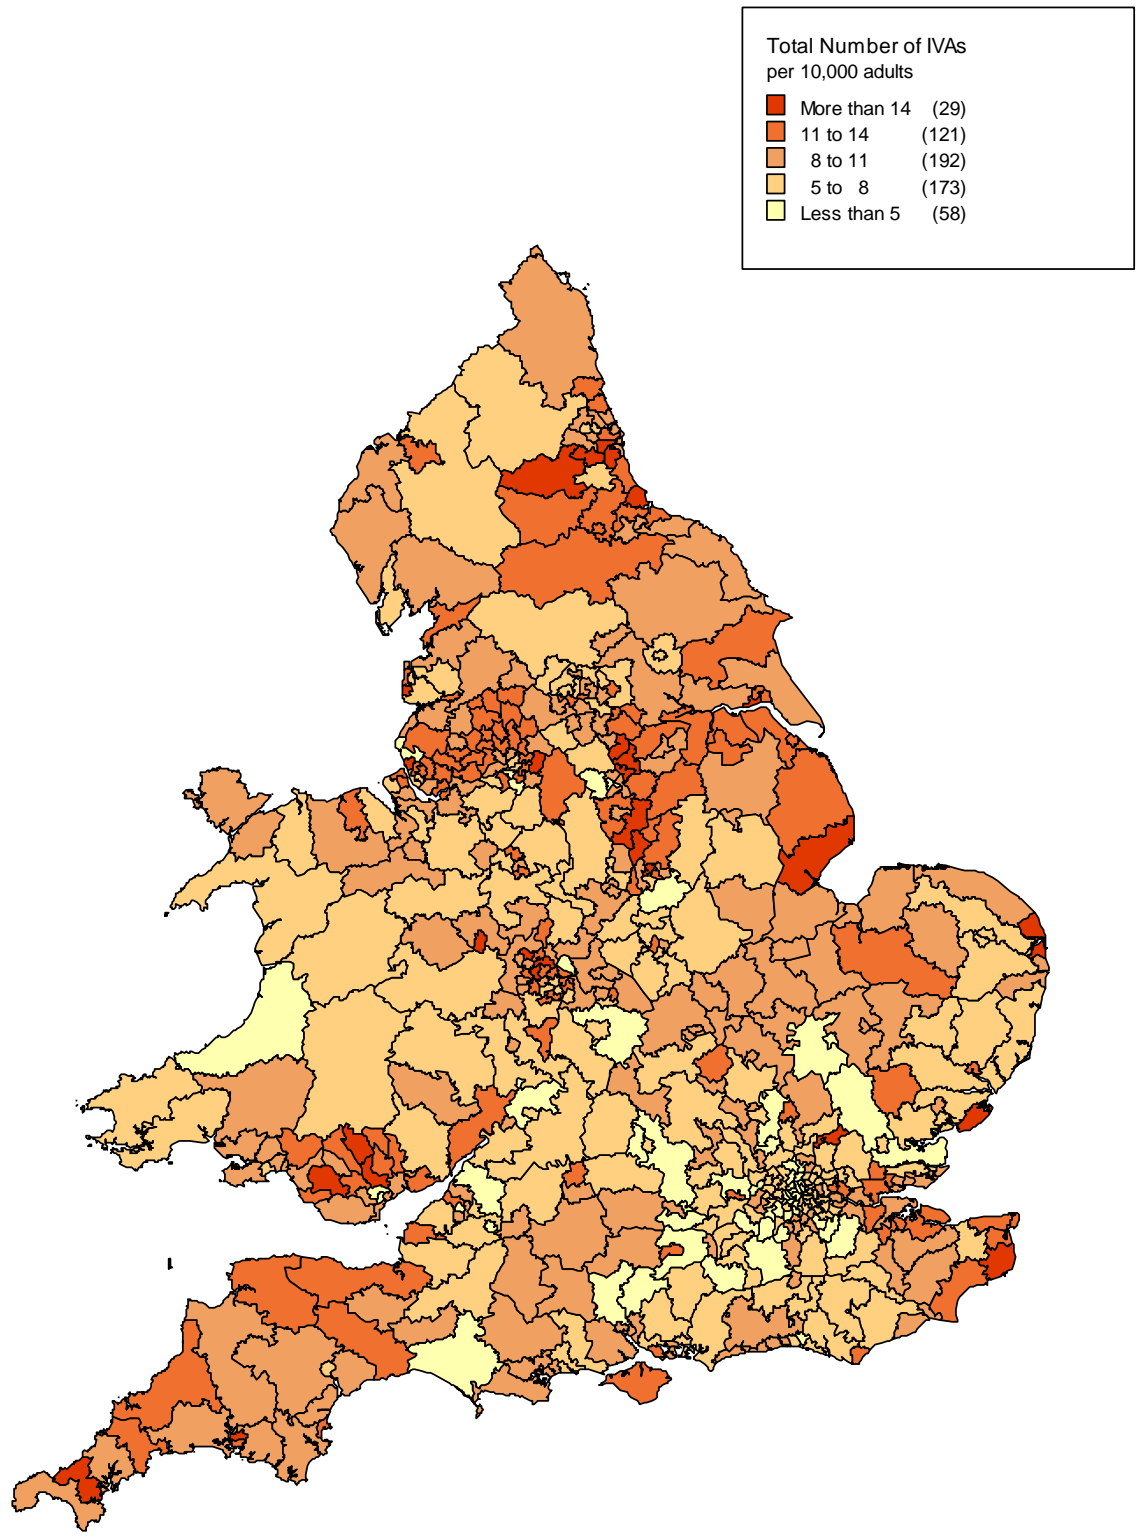 Total Number of IVAs
per 10,000 adults
More than 14 (29)
11 to 14 (121)
8 to 11 (192)
5 to 8 (173)
Less than 5 (58)